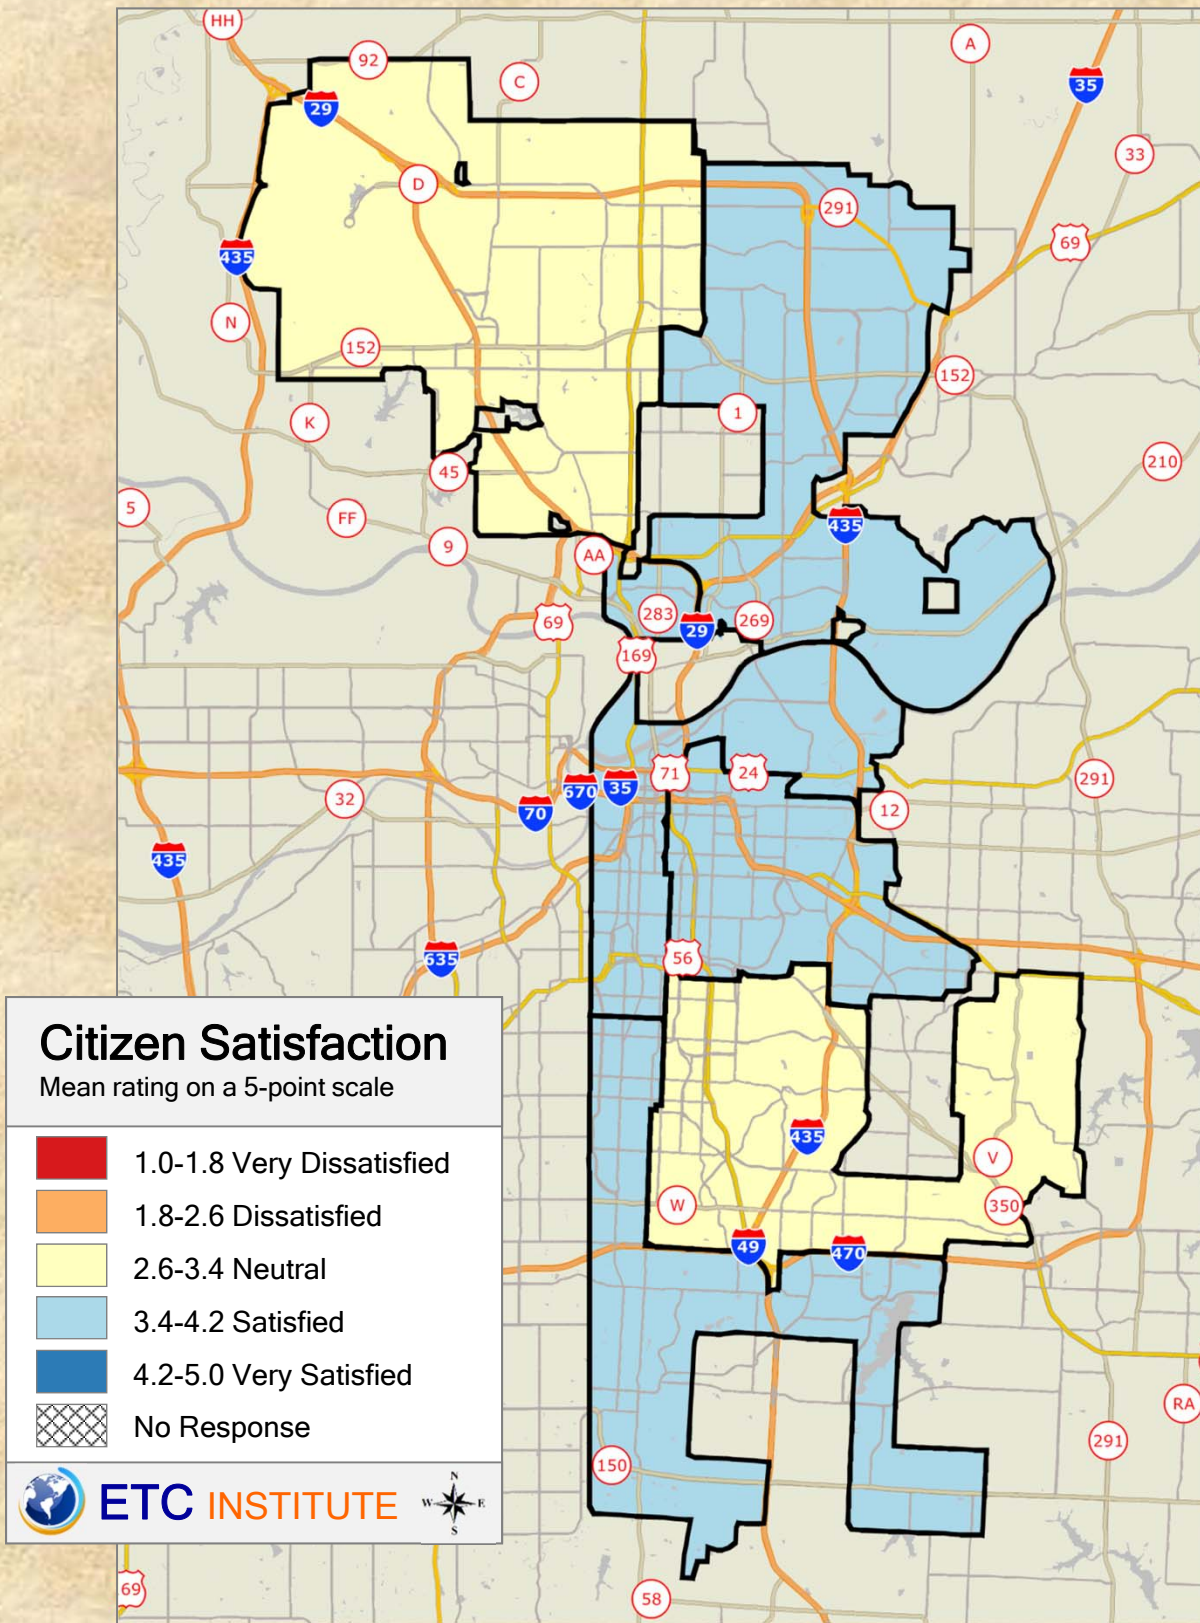 HH
92
C
A
29
35
33
D
291
69
435
N
152
152
1
K
45
210
5
FF
435
9
AA
283
69
29
269
169
71
24
291
670
35
32
70
12
435
56
635
Citizen Satisfaction
Mean rating on a 5-point scale
1.0-1.8 Very Dissatisfied
1.8-2.6 Dissatisfied
2.6-3.4 Neutral
3.4-4.2 Satisfied
4.2-5.0 Very Satisfied
No Response
ETC INSTITUTE
N
W E
S
435
V
W
350
49
470
RA
291
150
69
58